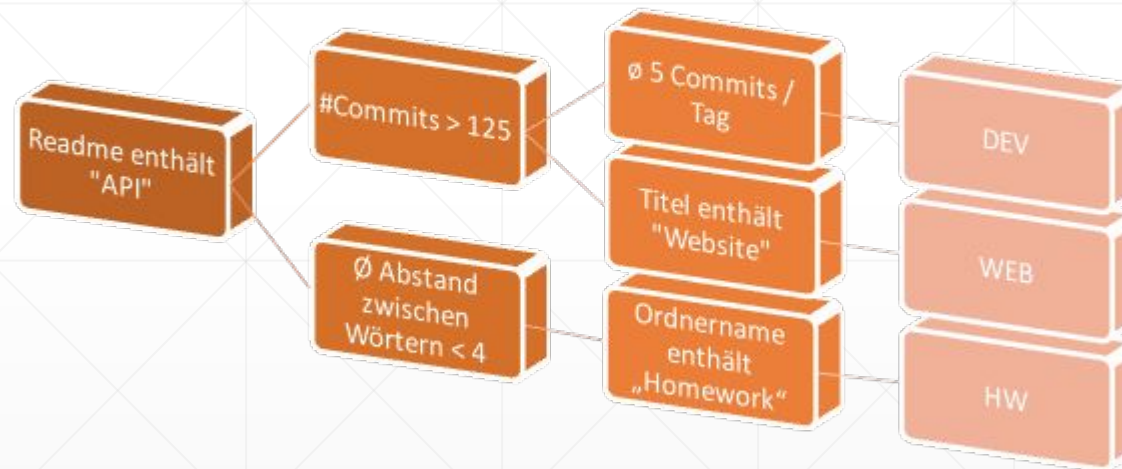 Readme enthält
"API"
#Commits > 125
Ø Abstand
zwischen
Wörtern < 4
ø 5 Commits /
Tag
Titel enthält
"Website"
Ordnername
enthält
„Homework“
DEV
WEB
HW